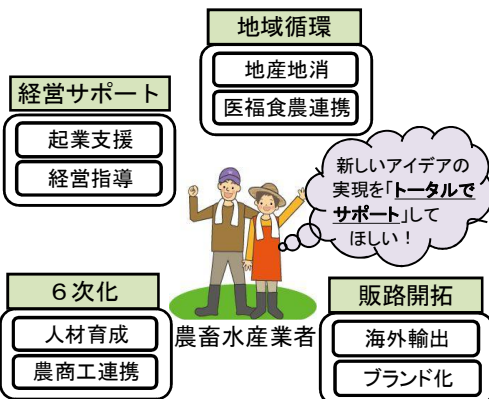 地域循環
地産地消
医福食農連携
経営サポート
起業支援
経営指導
新しいアイデアの
実現を「トータルで
サポート」して
ほしい！
６次化
人材育成
農商工連携
農畜水産業者
販路開拓
海外輸出
ブランド化